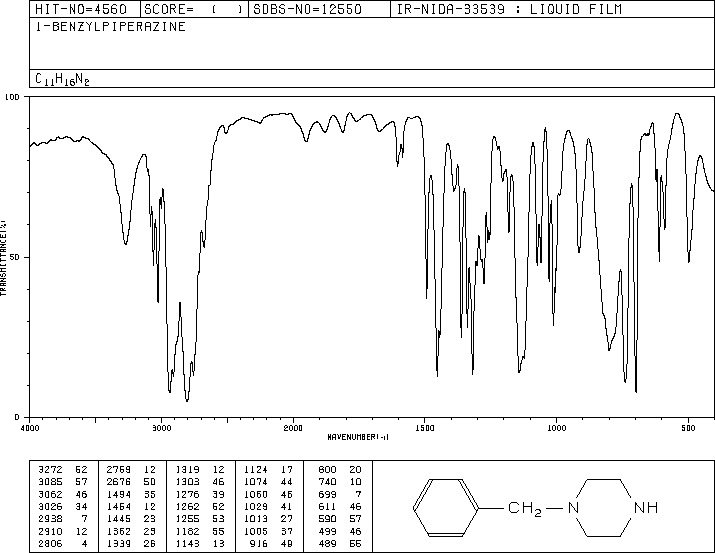 HIT-NO=4560 SCORE= ( ) SDBS-NO=12550 IR-NIDA-33539 : LIQUID FILM
1-BENZYLPIPERAZINE
C11H16N2
100
50
0
TRANSMITTANCE(%)
4000 3000 2000 1500 1000 500
WAVENUMBER(-1)
3272 52 2769 12 1319 12 1124 17 800 20
3085 57 2676 50 1303 46 1074 44 740 10
3062 46 1494 35 1276 39 1060 46 699 7
3026 34 1454 12 1262 52 1029 41 611 46
2938 7 1445 23 1255 53 1013 27 590 57
2910 12 1362 25 1182 55 1005 37 499 46
2806 4 1339 26 1143 13 916 49 489 55
CH2 N NH